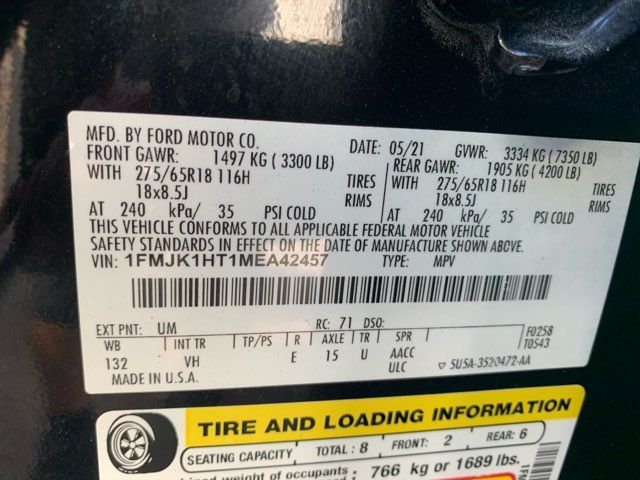 MFD. BY FORD MOTOR CO.
DATE: 05/21 GVWR: 3334 KG (7350 LB)
FRONT GAWR: 1497 KG (3300 LB) REAR GAWR: 1905 KG (4200 LB)
WITH 275/65R18 116H TIRES WITH 275/65R18 116H TIRES
18x8.5J RIMS 18x8.5J RIMS
AT 240 kPa/ 35 PSI COLD AT 240 kPa/ 35 PSI COLD
THIS VEHICLE CONFORMS TO ALL APPLICABLE FEDERAL MOTOR VEHICLE
SAFETY STANDARDS IN EFFECT ON THE DATE OF MANUFACTURE SHOWN ABOVE.
VIN: 1FMJK1HT1MEA42457 TYPE: MPV
EXT PNT: UM RC: 71 DSO: F0258
WB INT TR TP/PS R AXLE TR SPR T0543
132 VH E 15 U AACC
ULC ▽ 5U5A-3520472-AA
MADE IN U.S.A.
TIRE AND LOADING INFORMATION
SEATING CAPACITY TOTAL: 8 FRONT: 2 REAR: 6
weight of occupants 766 kg or 1689 lbs.